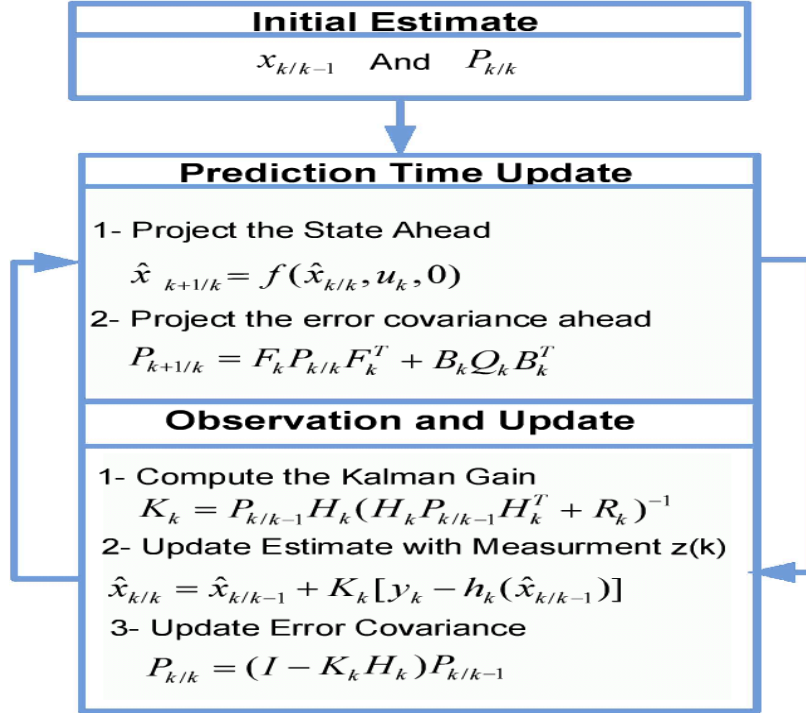 Initial Estimate
x_{k/k-1} And P_{k/k}
Prediction Time Update
1- Project the State Ahead
x̂_{k+1/k} = f(x̂_{k/k}, u_k, 0)
2- Project the error covariance ahead
P_{k+1/k} = F_k P_{k/k} F_k^T + B_k Q_k B_k^T
Observation and Update
1- Compute the Kalman Gain
K_k = P_{k/k-1} H_k (H_k P_{k/k-1} H_k^T + R_k)^{-1}
2- Update Estimate with Measurment z(k)
x̂_{k/k} = x̂_{k/k-1} + K_k [y_k - h_k(x̂_{k/k-1})]
3- Update Error Covariance
P_{k/k} = (I - K_k H_k) P_{k/k-1}